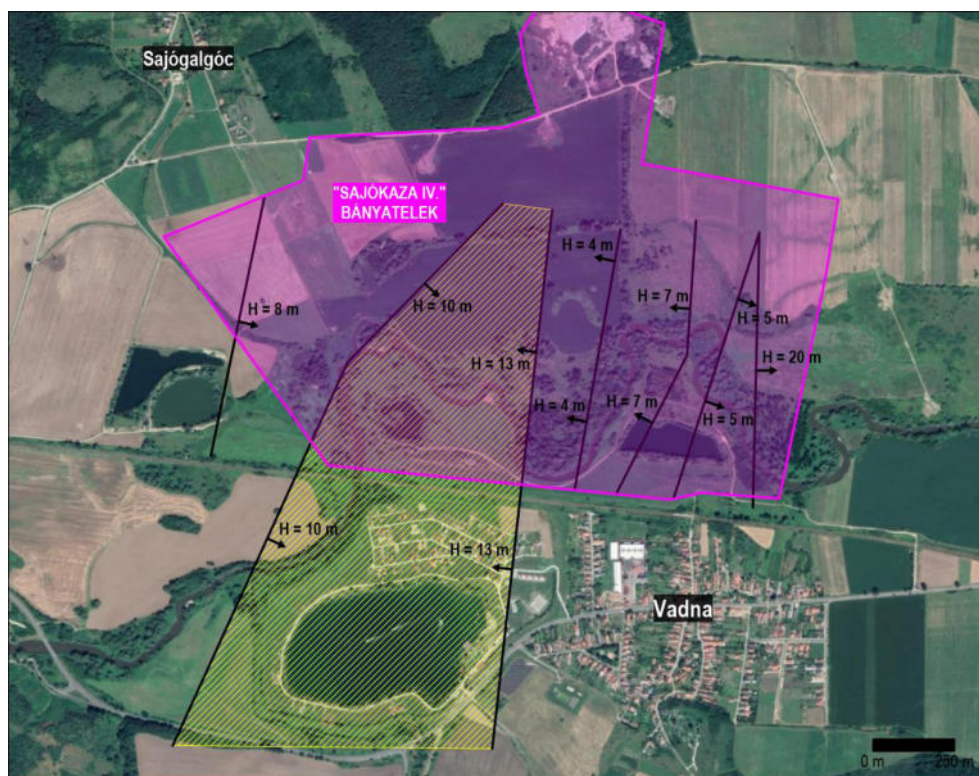 Sajógalgóc
"SAJÓKAZA IV."
BÁNYATELEK
H = 4 m
H = 7 m
H = 10 m
H = 8 m
H = 5 m
H = 13 m
H = 20 m
H = 4 m
H = 7 m
H = 5 m
H = 10 m
H = 13 m
Vadna
0 m 250 m